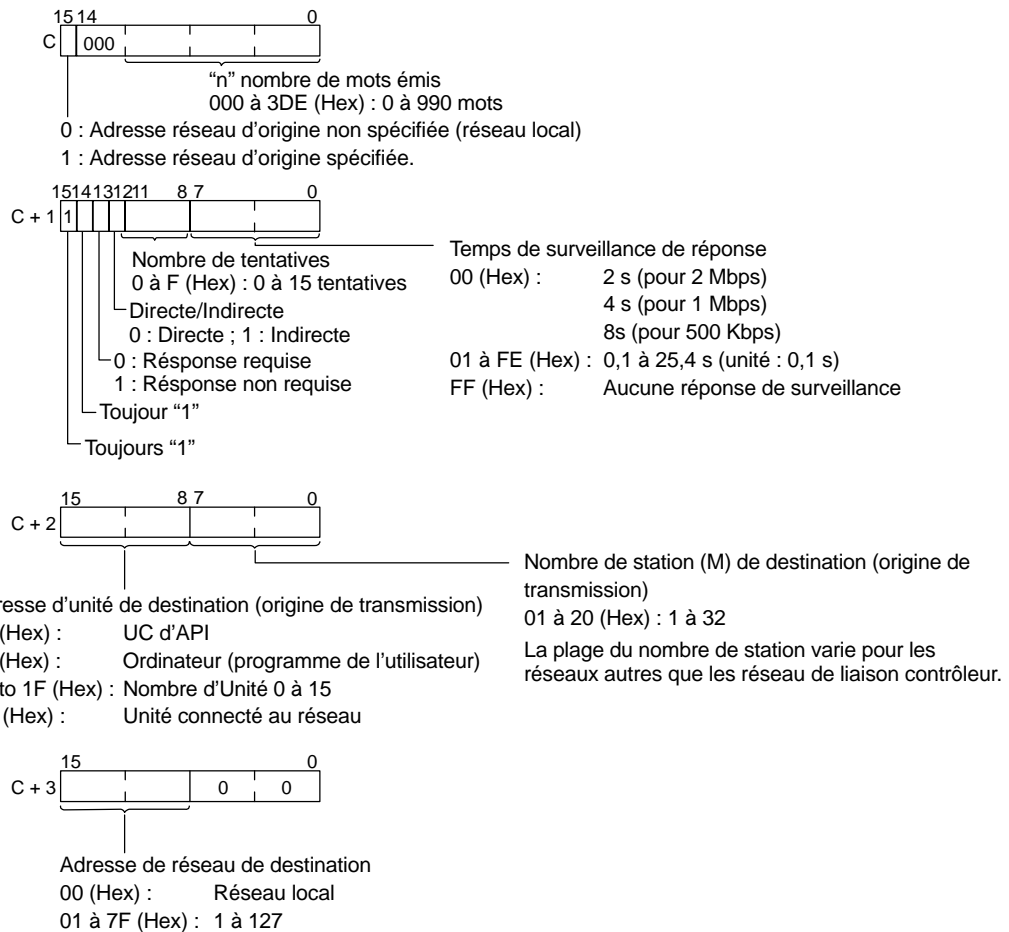 15 14 0
C 000
“n” nombre de mots émis
000 à 3DE (Hex) : 0 à 990 mots
0 : Adresse réseau d’origine non spécifiée (réseau local)
1 : Adresse réseau d’origine spécifiée.
15 14 13 12 11 8 7 0
C + 1 1
Nombre de tentatives
0 à F (Hex) : 0 à 15 tentatives
Directe/Indirecte
0 : Directe ; 1 : Indirecte
0 : Résponse requise
1 : Résponse non requise
Toujour “1”
Toujours “1”
Temps de surveillance de réponse
00 (Hex) : 2 s (pour 2 Mbps)
4 s (pour 1 Mbps)
8s (pour 500 Kbps)
01 à FE (Hex) : 0,1 à 25,4 s (unité : 0,1 s)
FF (Hex) : Aucune réponse de surveillance
15 8 7 0
C + 2
resse d’unité de destination (origine de transmission)
(Hex) : UC d’API
(Hex) : Ordinateur (programme de l’utilisateur)
to 1F (Hex) : Nombre d’Unité 0 à 15
(Hex) : Unité connecté au réseau
Nombre de station (M) de destination (origine de
transmission)
01 à 20 (Hex) : 1 à 32
La plage du nombre de station varie pour les
réseaux autres que les réseau de liaison contrôleur.
15 0
C + 3 0 0
Adresse de réseau de destination
00 (Hex) : Réseau local
01 à 7F (Hex) : 1 à 127